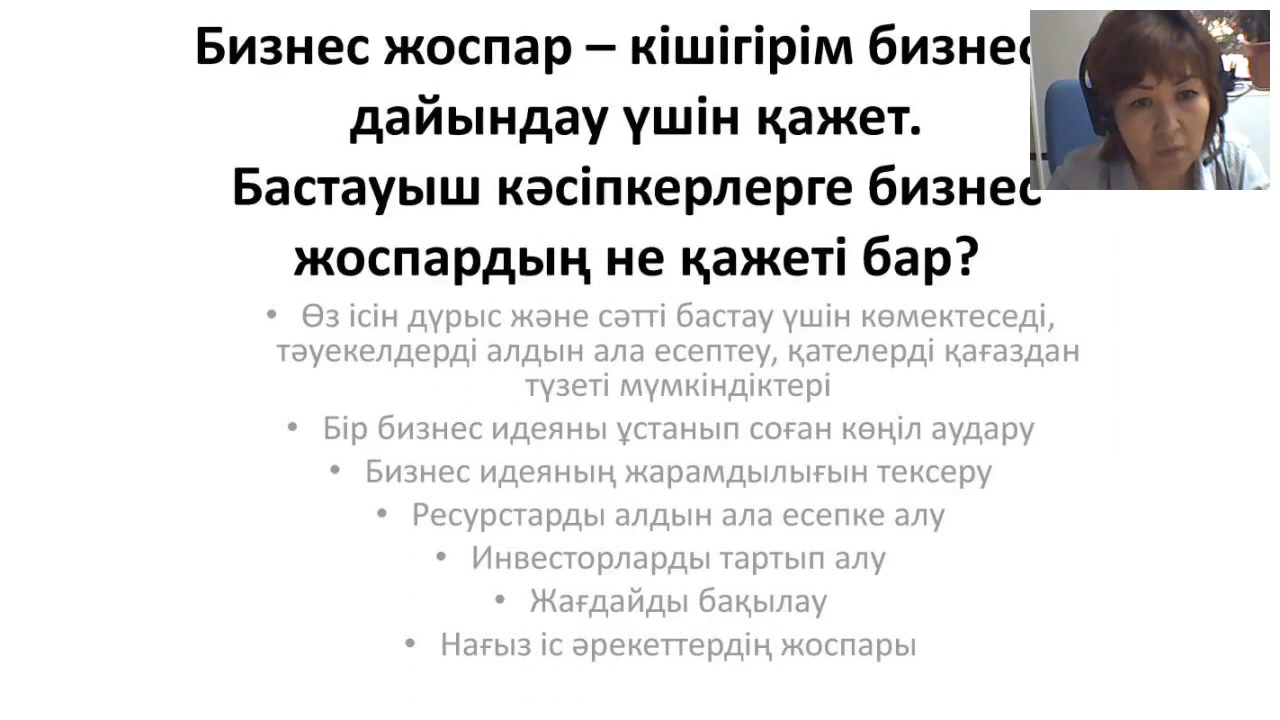 Бизнес жоспар – кішігірім бизнес
дайындау үшін қажет.
Бастауыш кәсіпкерлерге бизнес
жоспардың не қажеті бар?
• Өз ісін дұрыс және сәтті бастау үшін көмектеседі,
тәуекелдерді алдын ала есептеу, қателерді қағаздан
түзеті мүмкіндіктері
• Бір бизнес идеяны ұстанып соған көңіл аудару
• Бизнес идеяның жарамдылығын тексеру
• Ресурстарды алдын ала есепке алу
• Инвесторларды тартып алу
• Жағдайды бақылау
• Нағыз іс әрекеттердің жоспары